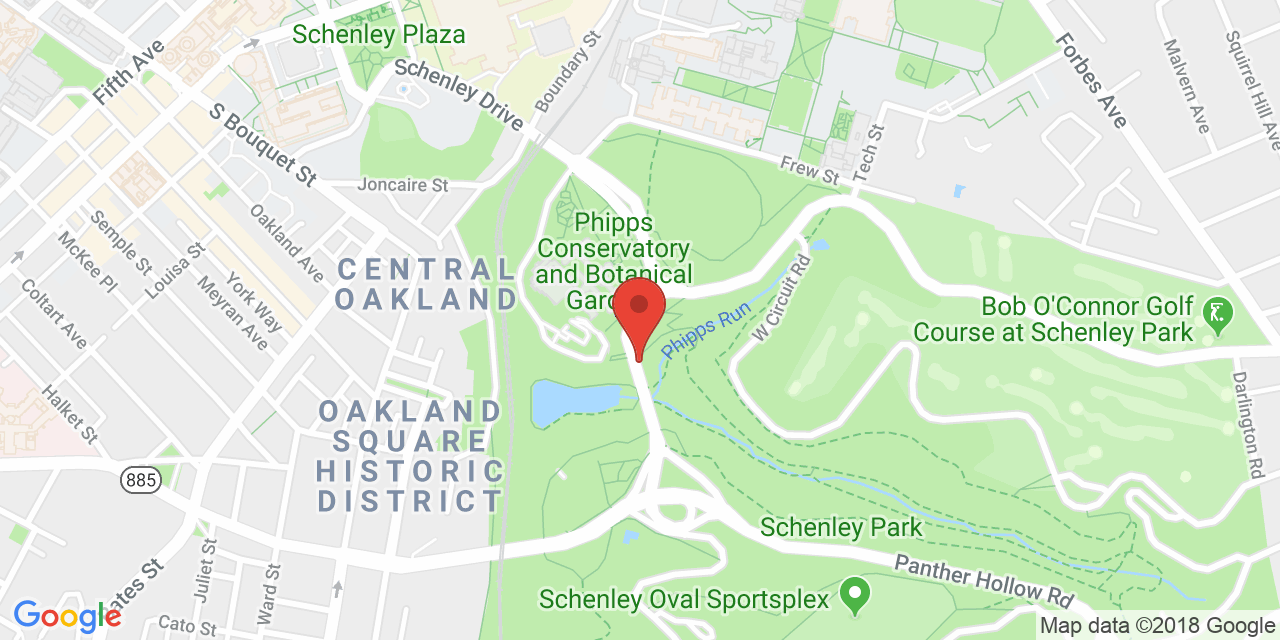 Schenley Plaza
Fifth Ave
Schenley Drive
Boundary St
Forbes Ave
Malvern Ave
Squirrel Hill Ave
S Bouquet St
Tech St
Frew St
Joncaire St
Semple St
McKee Pl
Louisa St
Oakland Ave
Meyran Ave
York Way
Coltart Ave
Halket St
CENTRAL
OAKLAND
Phipps
Conservatory
and Botanical
W Circuit Rd
Phipps Run
Bob O'Connor Golf
Course at Schenley Park
Darlington Rd
OAKLAND
SQUARE
HISTORIC
DISTRICT
885
Schenley Park
Panther Hollow Rd
Schenley Oval Sportsplex
Juliet St
Ward St
Cato St
Google
Map data ©2018 Google